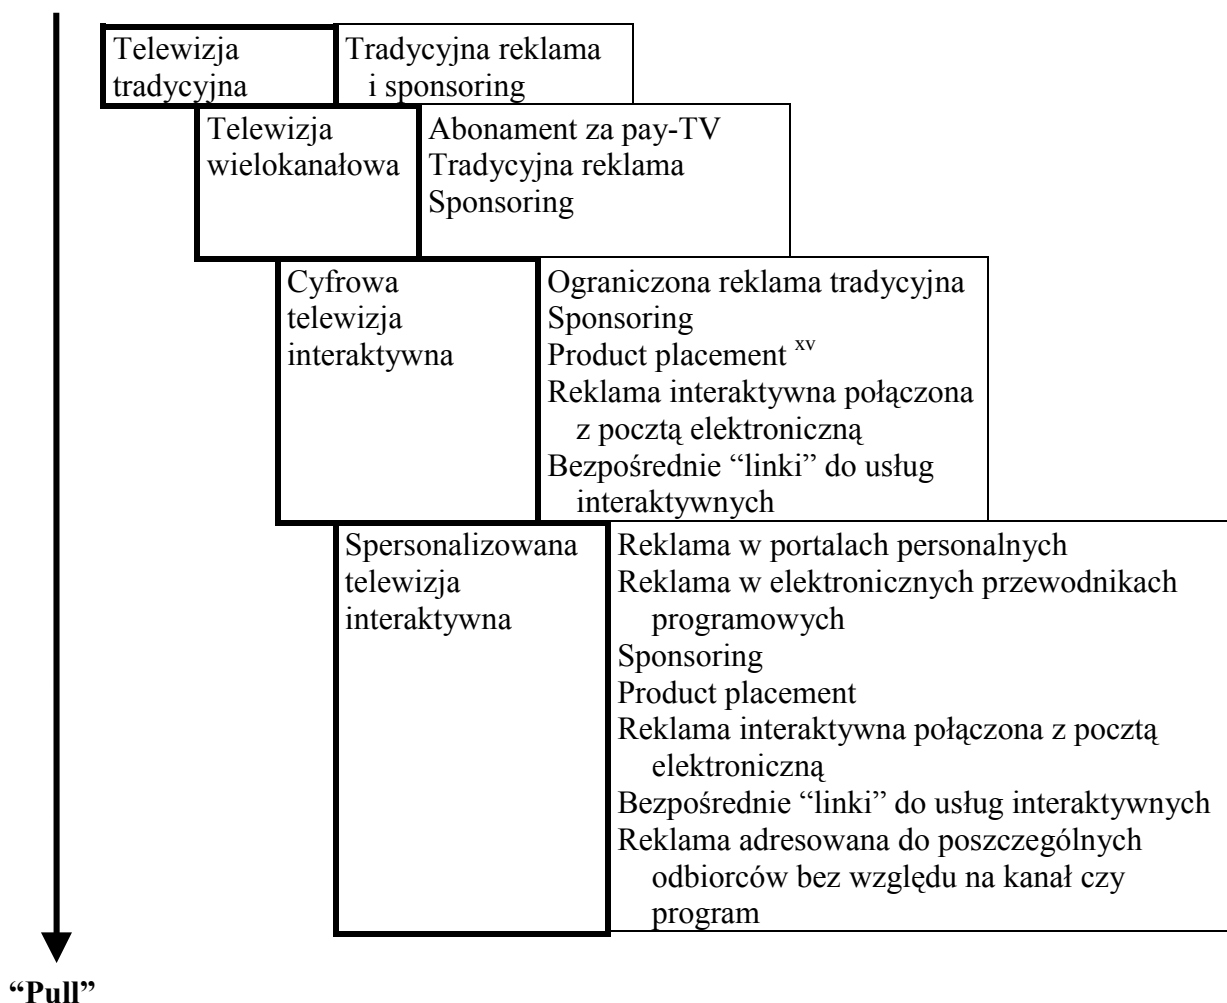 Telewizja
tradycyjna
Tradycyjna reklama
i sponsoring
Telewizja
wielokanałowa
Abonament za pay-TV
Tradycyjna reklama
Sponsoring
Cyfrowa
telewizja
interaktywna
Ograniczona reklama tradycyjna
Sponsoring
Product placement xv
Reklama interaktywna połączona
z pocztą elektroniczną
Bezpośrednie “linki” do usług
interaktywnych
Spersonalizowana
telewizja
interaktywna
Reklama w portalach personalnych
Reklama w elektronicznych przewodnikach
programowych
Sponsoring
Product placement
Reklama interaktywna połączona z pocztą
elektroniczną
Bezpośrednie “linki” do usług interaktywnych
Reklama adresowana do poszczególnych
odbiorców bez względu na kanał czy
program
“Pull”